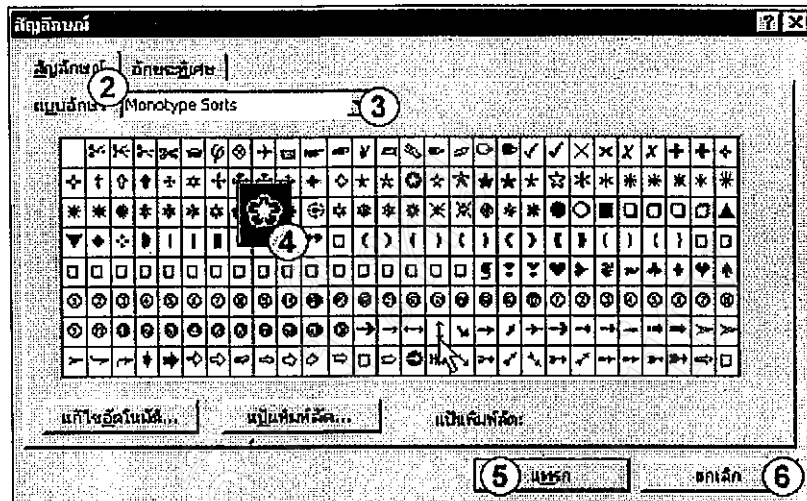 สัญลักษณ์
สัญลักษณ์ 2 อักขระพิเศษ
แบบอักษร Monotype Sorts 3
4
แก้ไขอัตโนมัติ... แป้นพิมพ์ลัด... แป้นพิมพ์ลัด:
5 แทรก ยกเลิก 6